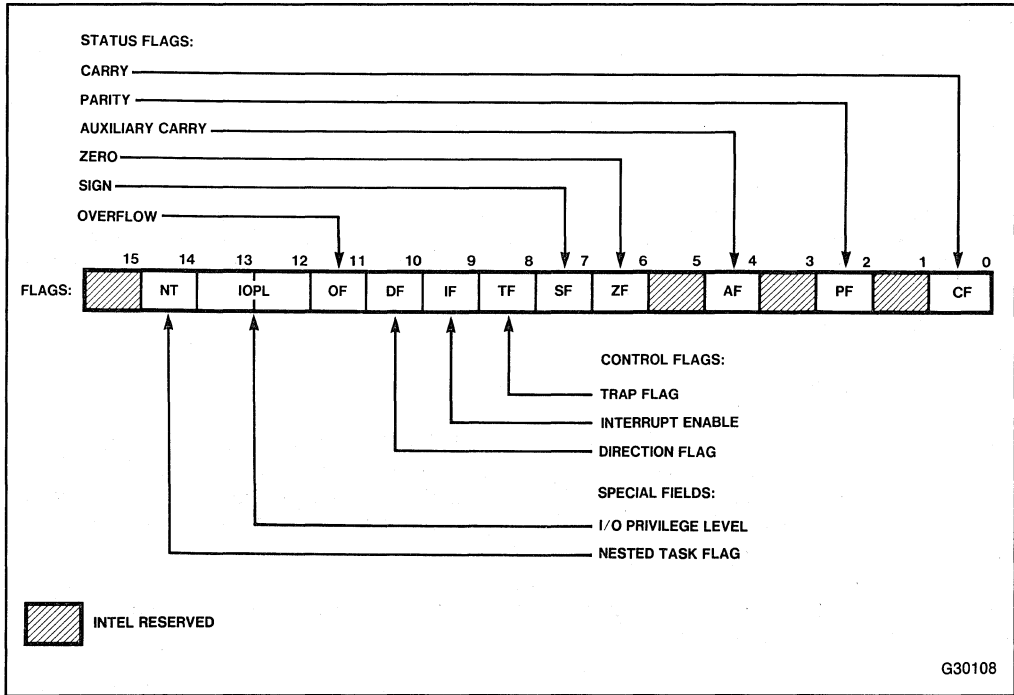 STATUS FLAGS:
CARRY
PARITY
AUXILIARY CARRY
ZERO
SIGN
OVERFLOW
15 14 13 12 11 10 9 8 7 6 5 4 3 2 1 0
FLAGS: NT IOPL OF DF IF TF SF ZF AF PF CF
CONTROL FLAGS:
TRAP FLAG
INTERRUPT ENABLE
DIRECTION FLAG
SPECIAL FIELDS:
I/O PRIVILEGE LEVEL
NESTED TASK FLAG
INTEL RESERVED
G30108